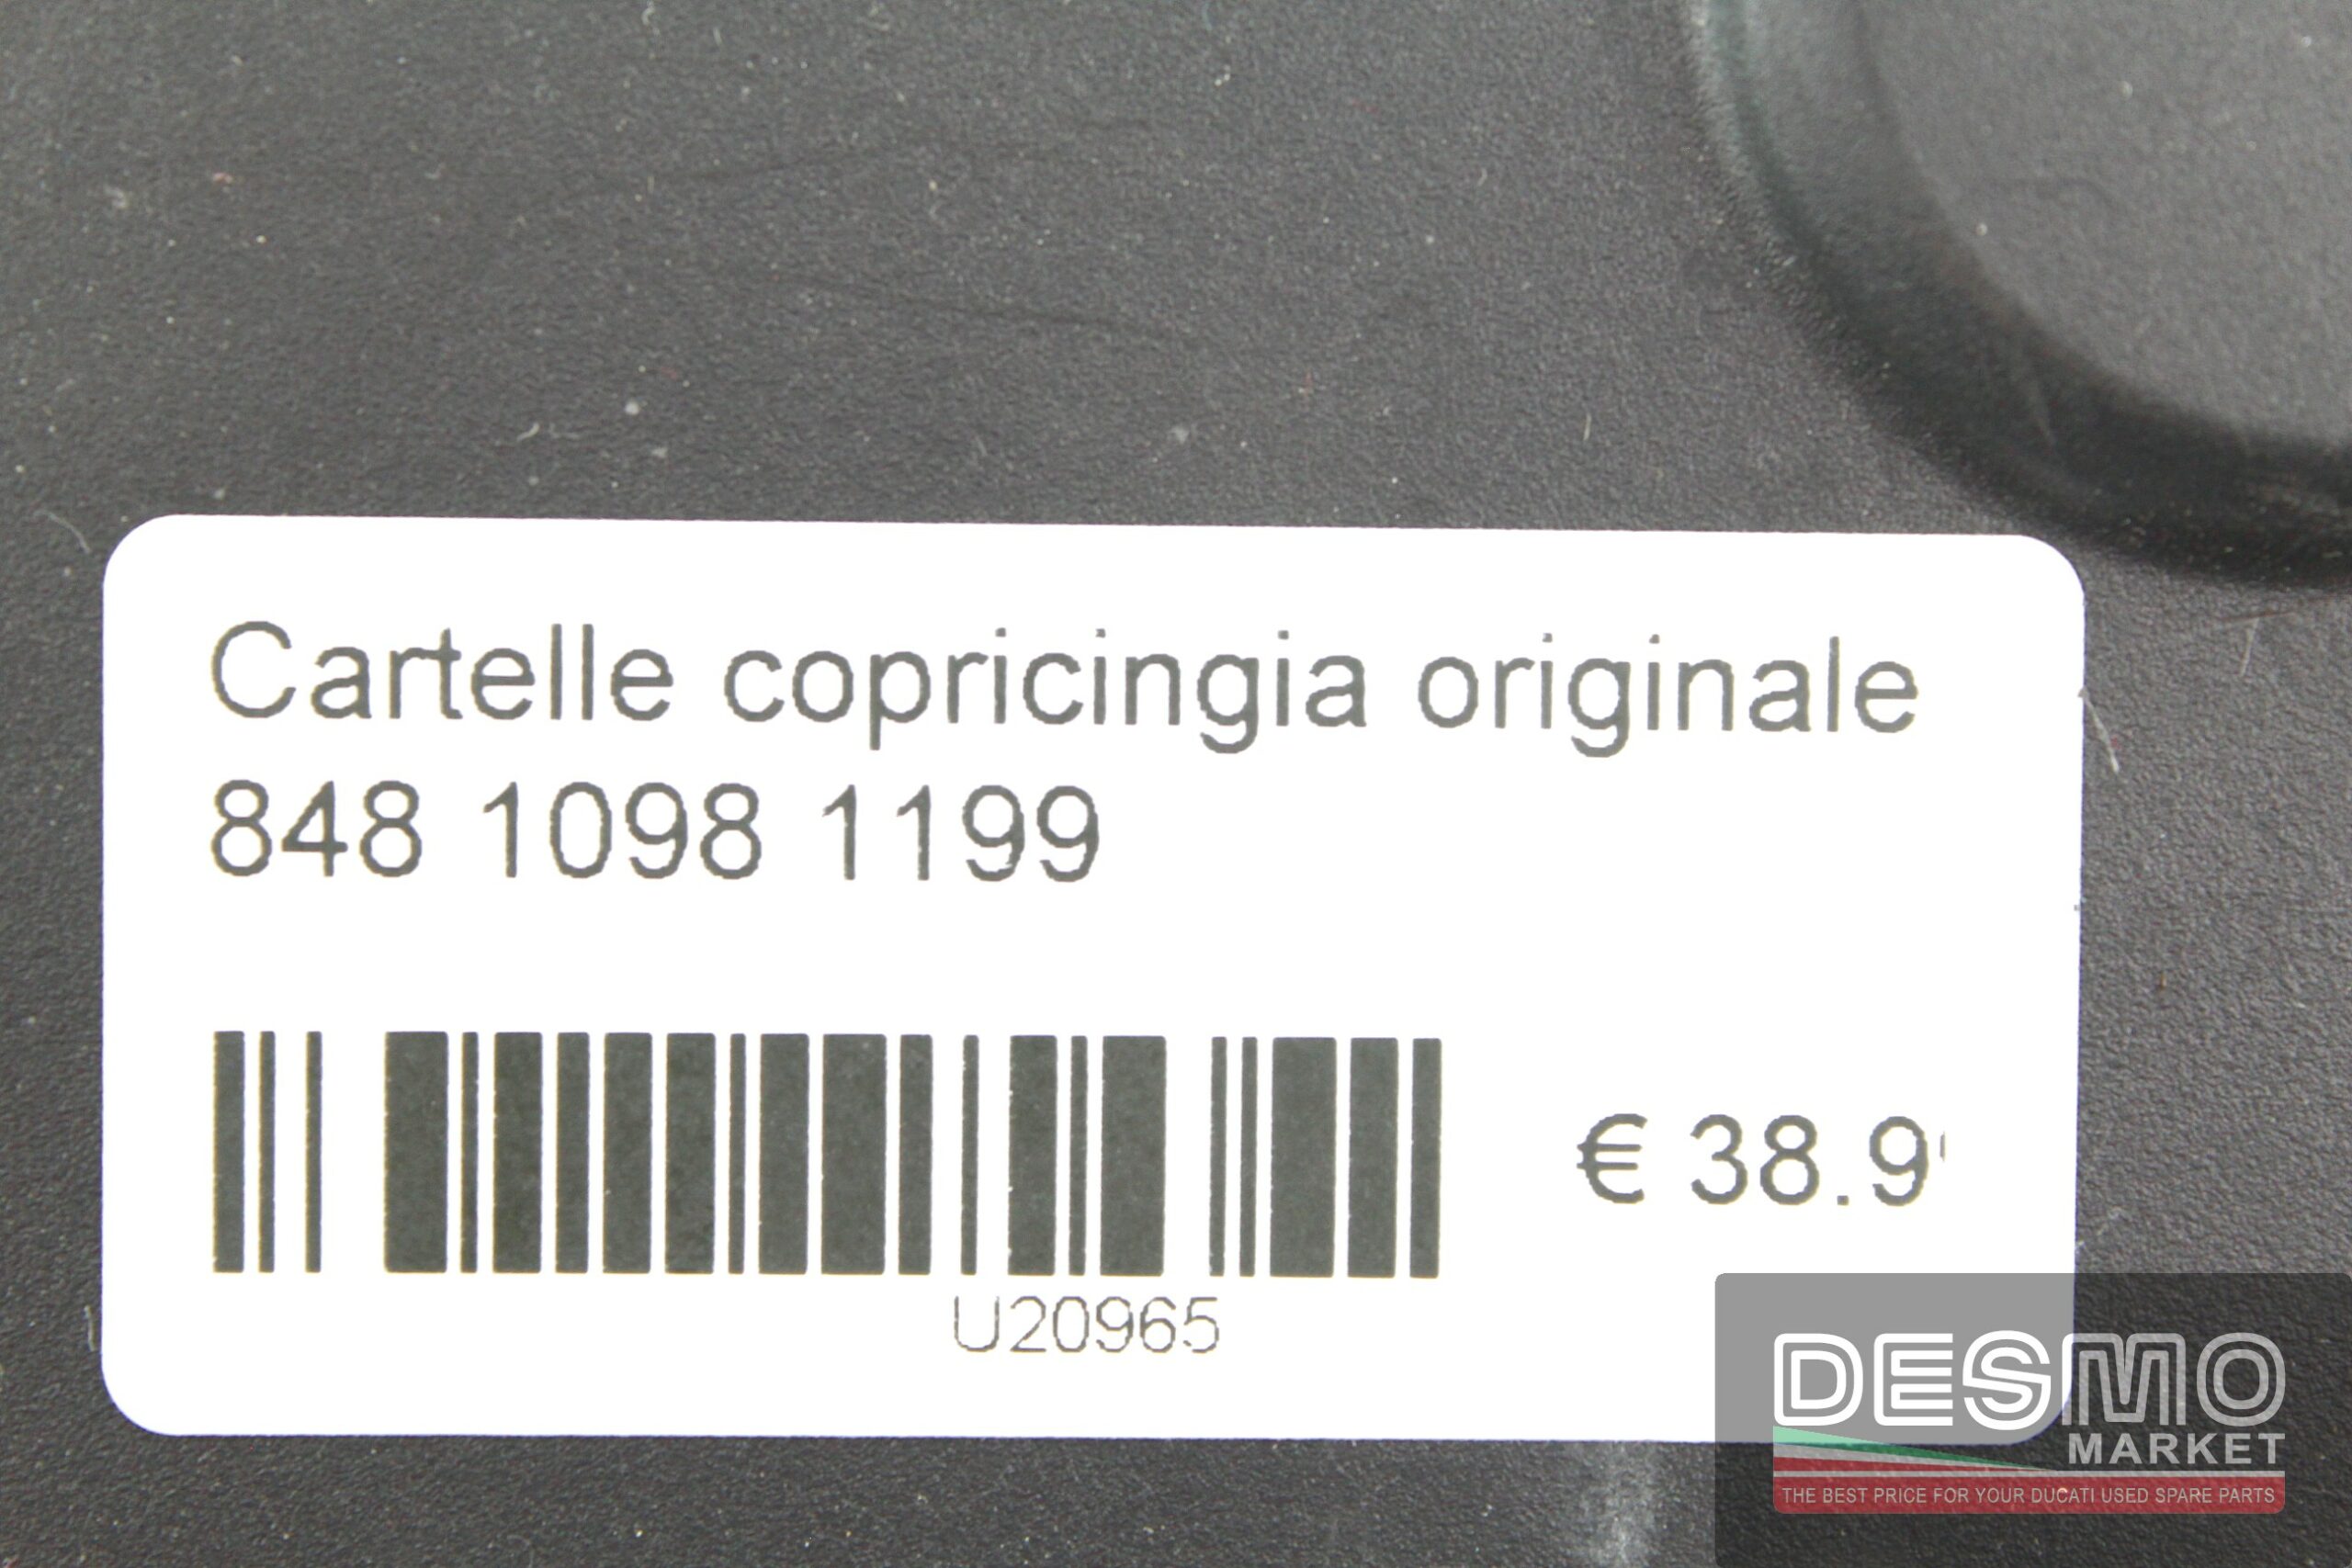 Cartelle copricingia originale
848 1098 1199
€ 38.9
U20965
DESMO
MARKET
THE BEST PRICE FOR YOUR DUCATI USED SPARE PARTS